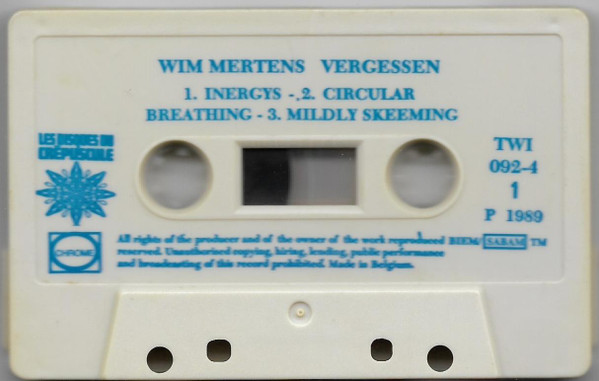 WIM MERTENS VERGESSEN
1. INERGYS -. 2. CIRCULAR
BREATHING - 3. MILDLY SKEEMING
LES DISQUES DU
CRÉPUSCULE
TWI
092-4
1
P 1989
CHROME
All rights of the producer and of the owner of the work reproduced BIEM/ SABAM TM
reserved. Unauthorised copying, hiring, lending, public performance
and broadcasting of this record prohibited. Made in Belgium.